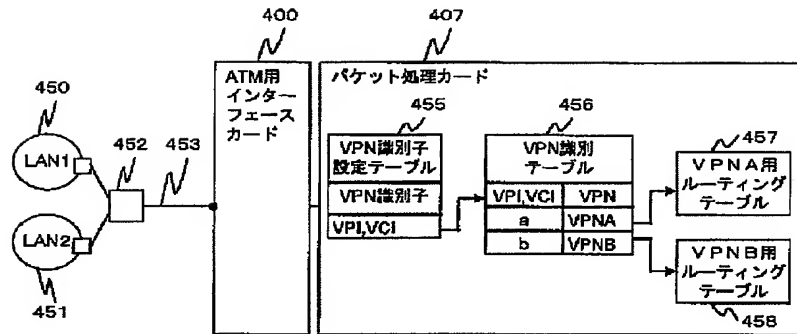 400
407
ATM用
インター
フェース
カード
パケット処理カード
450
LAN1
452
453
LAN2
451
455
VPN識別子
設定テーブル
VPN識別子
VPI,VCI
456
VPN識別
テーブル
VPI,VCI VPN
a VPNA
b VPNB
457
VPNA用
ルーティング
テーブル
VPNB用
ルーティング
テーブル
458